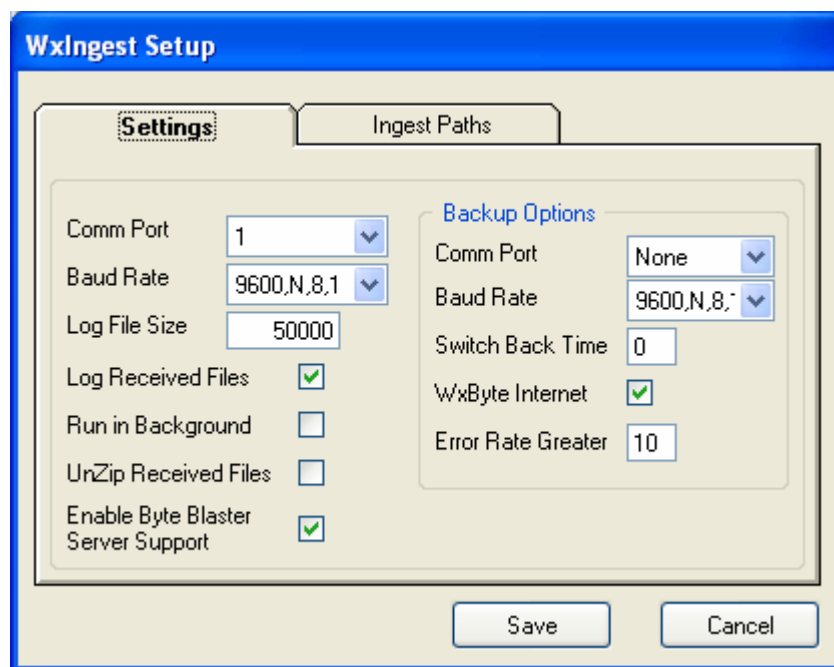 WxIngest Setup
Settings
Ingest Paths
Comm Port
1
Baud Rate
9600,N,8,1
Log File Size
50000
Log Received Files
Run in Background
UnZip Received Files
Enable Byte Blaster
Server Support
Backup Options
Comm Port
None
Baud Rate
9600,N,8,
Switch Back Time
0
WxByte Internet
Error Rate Greater
10
Save
Cancel